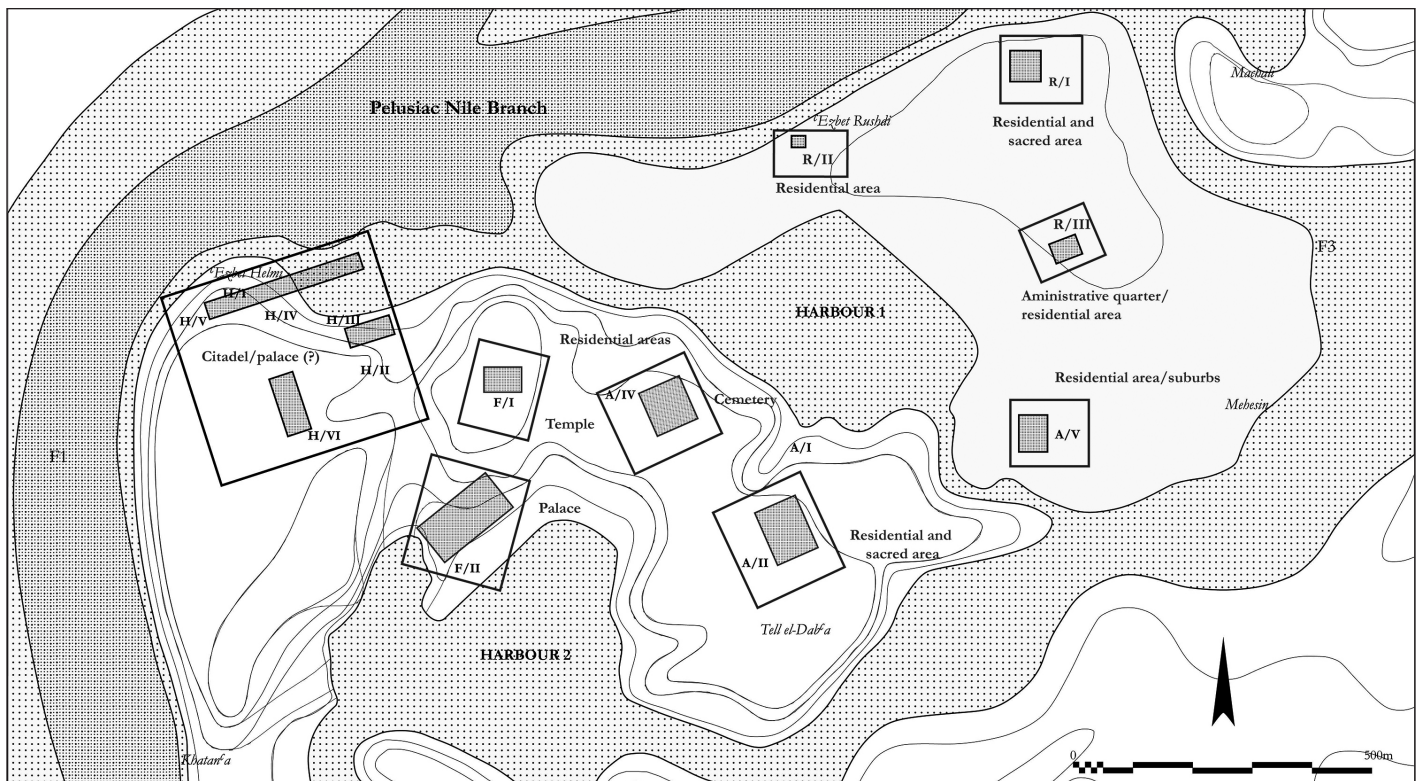 Machali
R/I
Pelusiac Nile Branch
ʿEzbet Rushdi
Residential and
sacred area
R/II
Residential area
R/III
F3
ʿEzbet Helmi
H/I
Aministrative quarter/
residential area
HARBOUR 1
H/V
H/IV
H/III
Residential areas
Citadel/palace (?)
H/II
Residential area/suburbs
A/IV
Cemetery
F/I
Mehesin
Temple
H/VI
A/V
A/I
F1
Palace
Residential and
sacred area
A/II
F/II
Tell el-Dabʿa
HARBOUR 2
Khatanʿa
0
500m